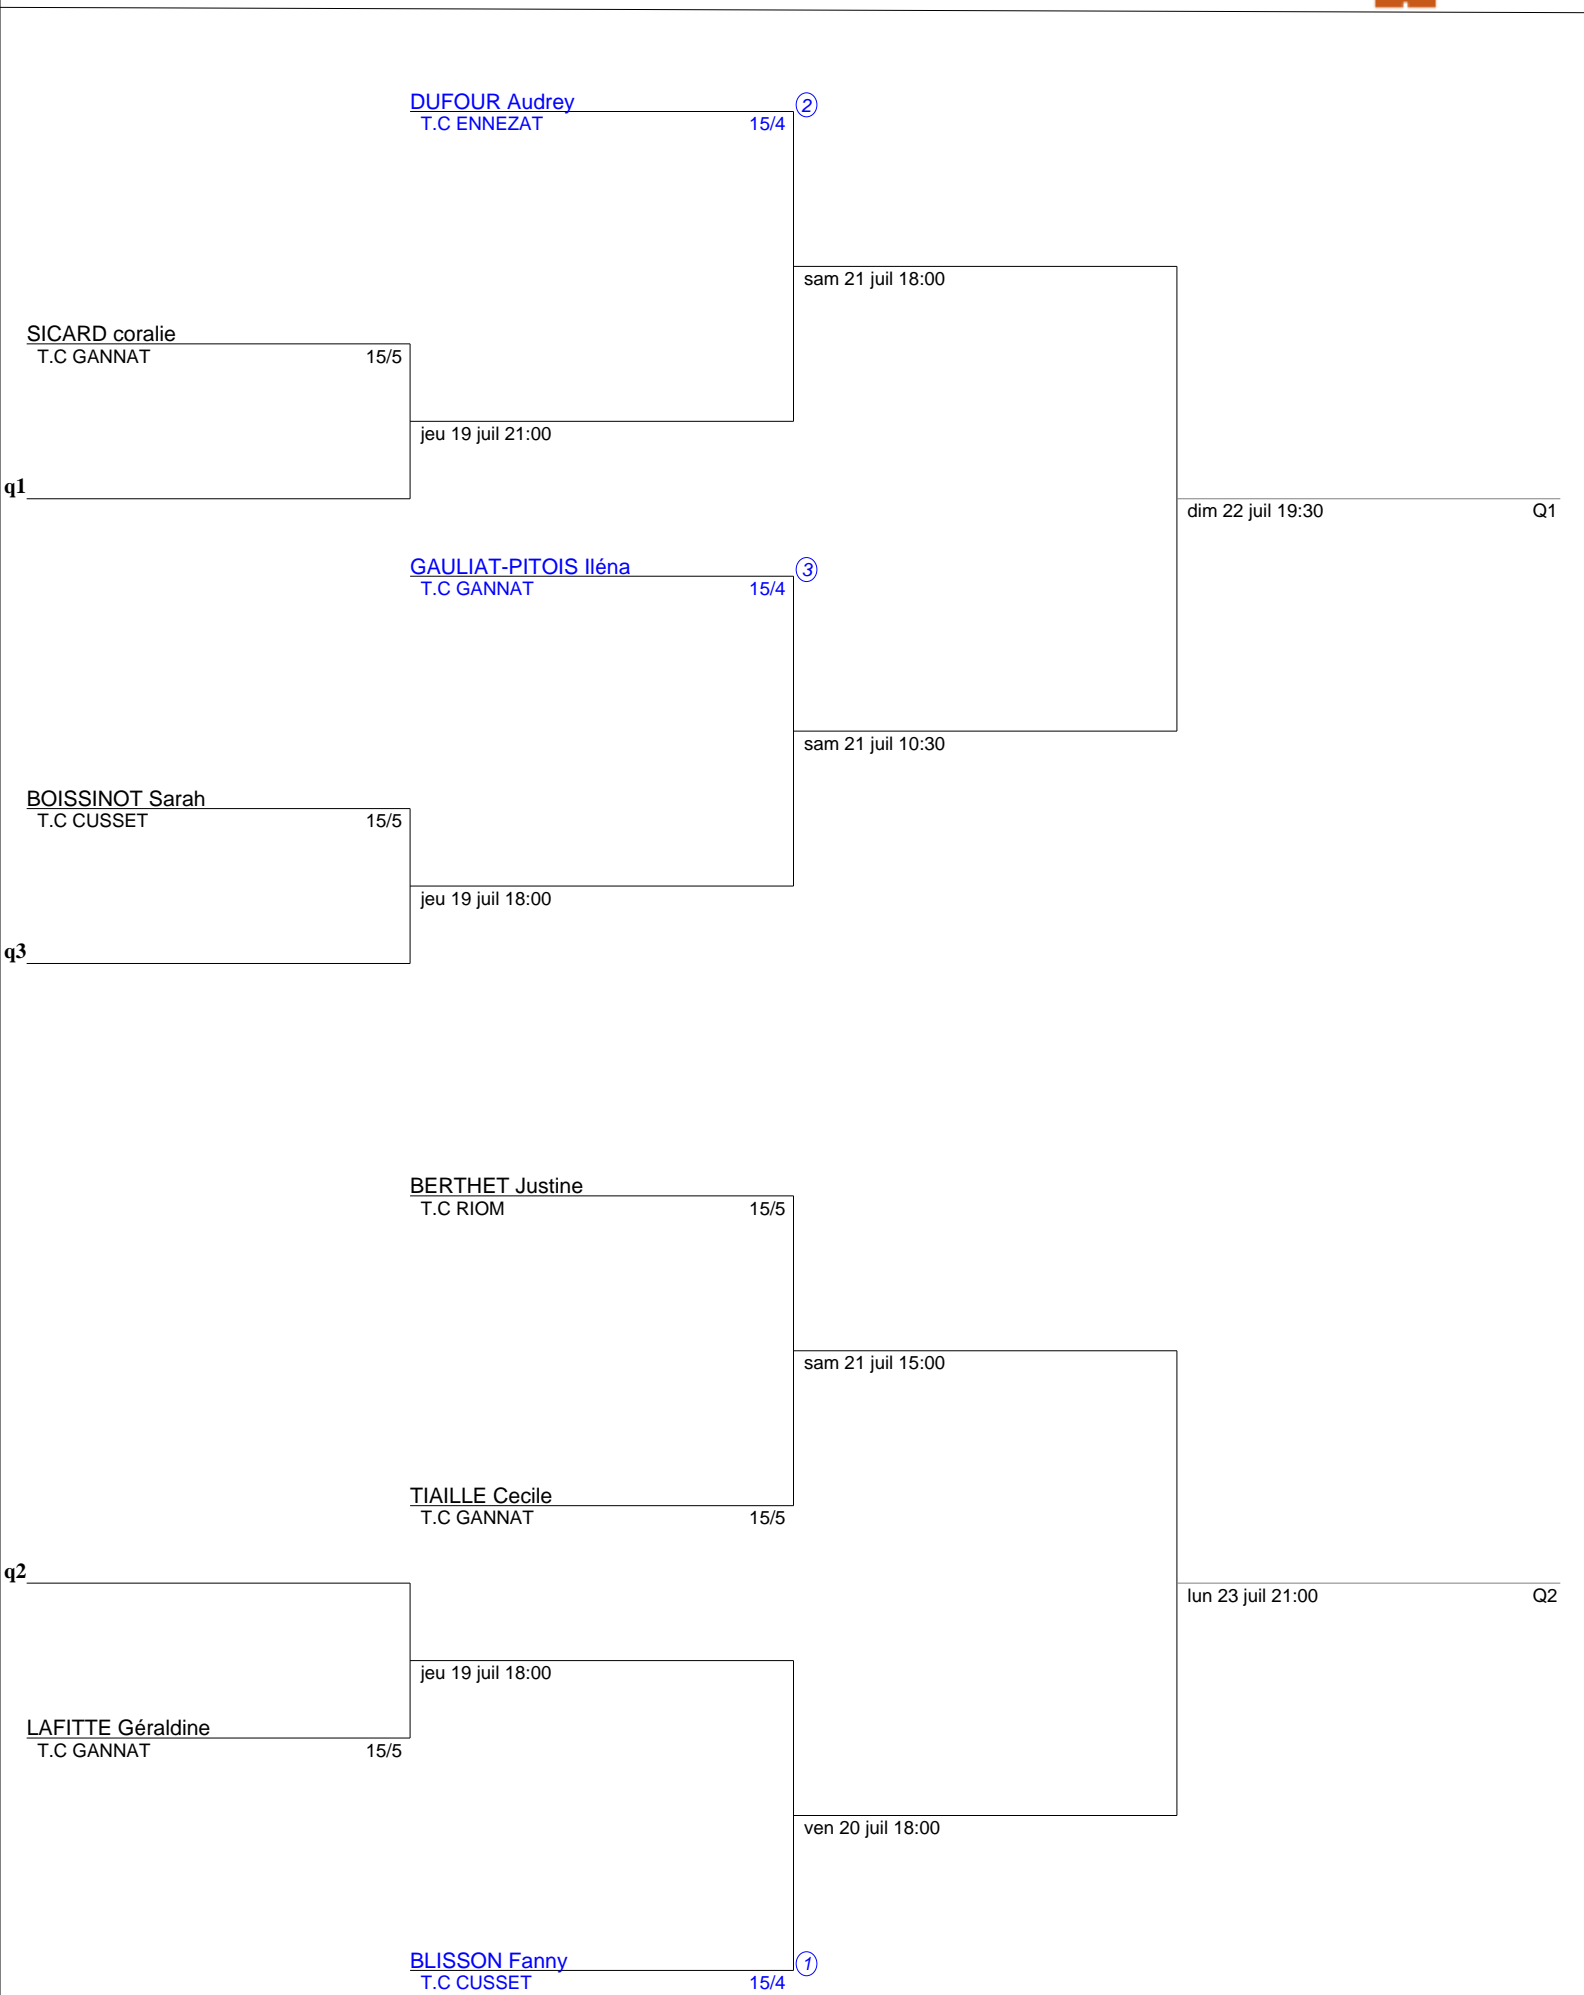 DUFOUR Audrey 2
T.C ENNEZAT 15/4
sam 21 juil 18:00
SICARD coralie
T.C GANNAT 15/5
jeu 19 juil 21:00
q1
dim 22 juil 19:30 Q1
GAULIAT-PITOIS Iléna 3
T.C GANNAT 15/4
sam 21 juil 10:30
BOISSINOT Sarah
T.C CUSSET 15/5
jeu 19 juil 18:00
q3
BERTHET Justine
T.C RIOM 15/5
sam 21 juil 15:00
TIAILLE Cecile
T.C GANNAT 15/5
q2
lun 23 juil 21:00 Q2
jeu 19 juil 18:00
LAFITTE Géraldine
T.C GANNAT 15/5
ven 20 juil 18:00
BLISSON Fanny 1
T.C CUSSET 15/4